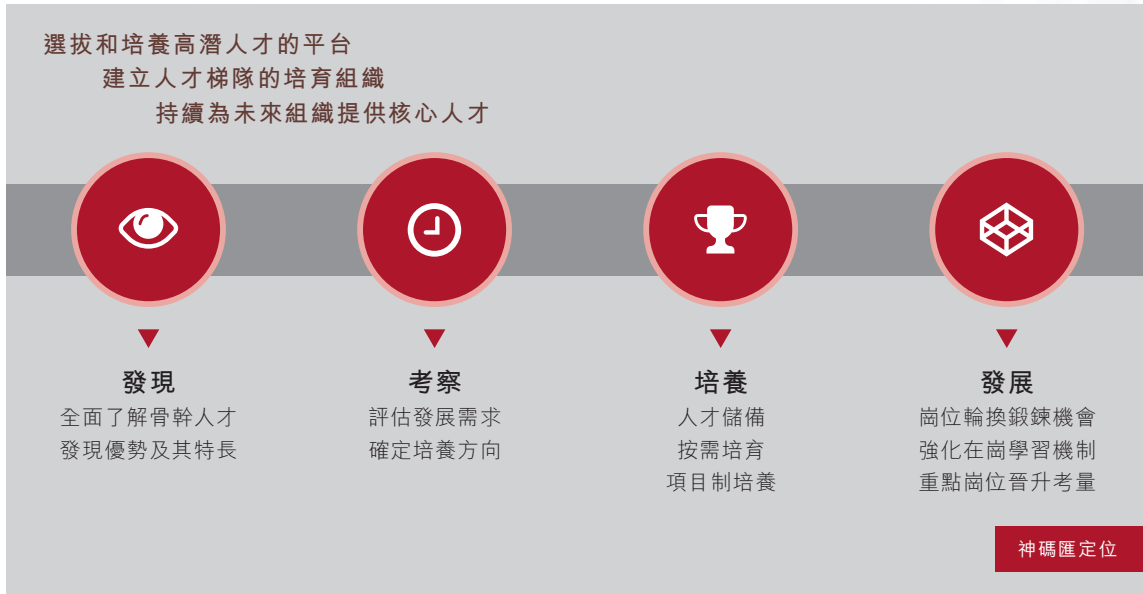 選拔和培養高潛人才的平台
建立人才梯隊的培育組織
持續為未來組織提供核心人才
發現
全面了解骨幹人才
發現優勢及其特長
考察
評估發展需求
確定培養方向
培養
人才儲備
按需培育
項目制培養
發展
崗位輪換鍛鍊機會
強化在崗學習機制
重點崗位晉升考量
神碼匯定位